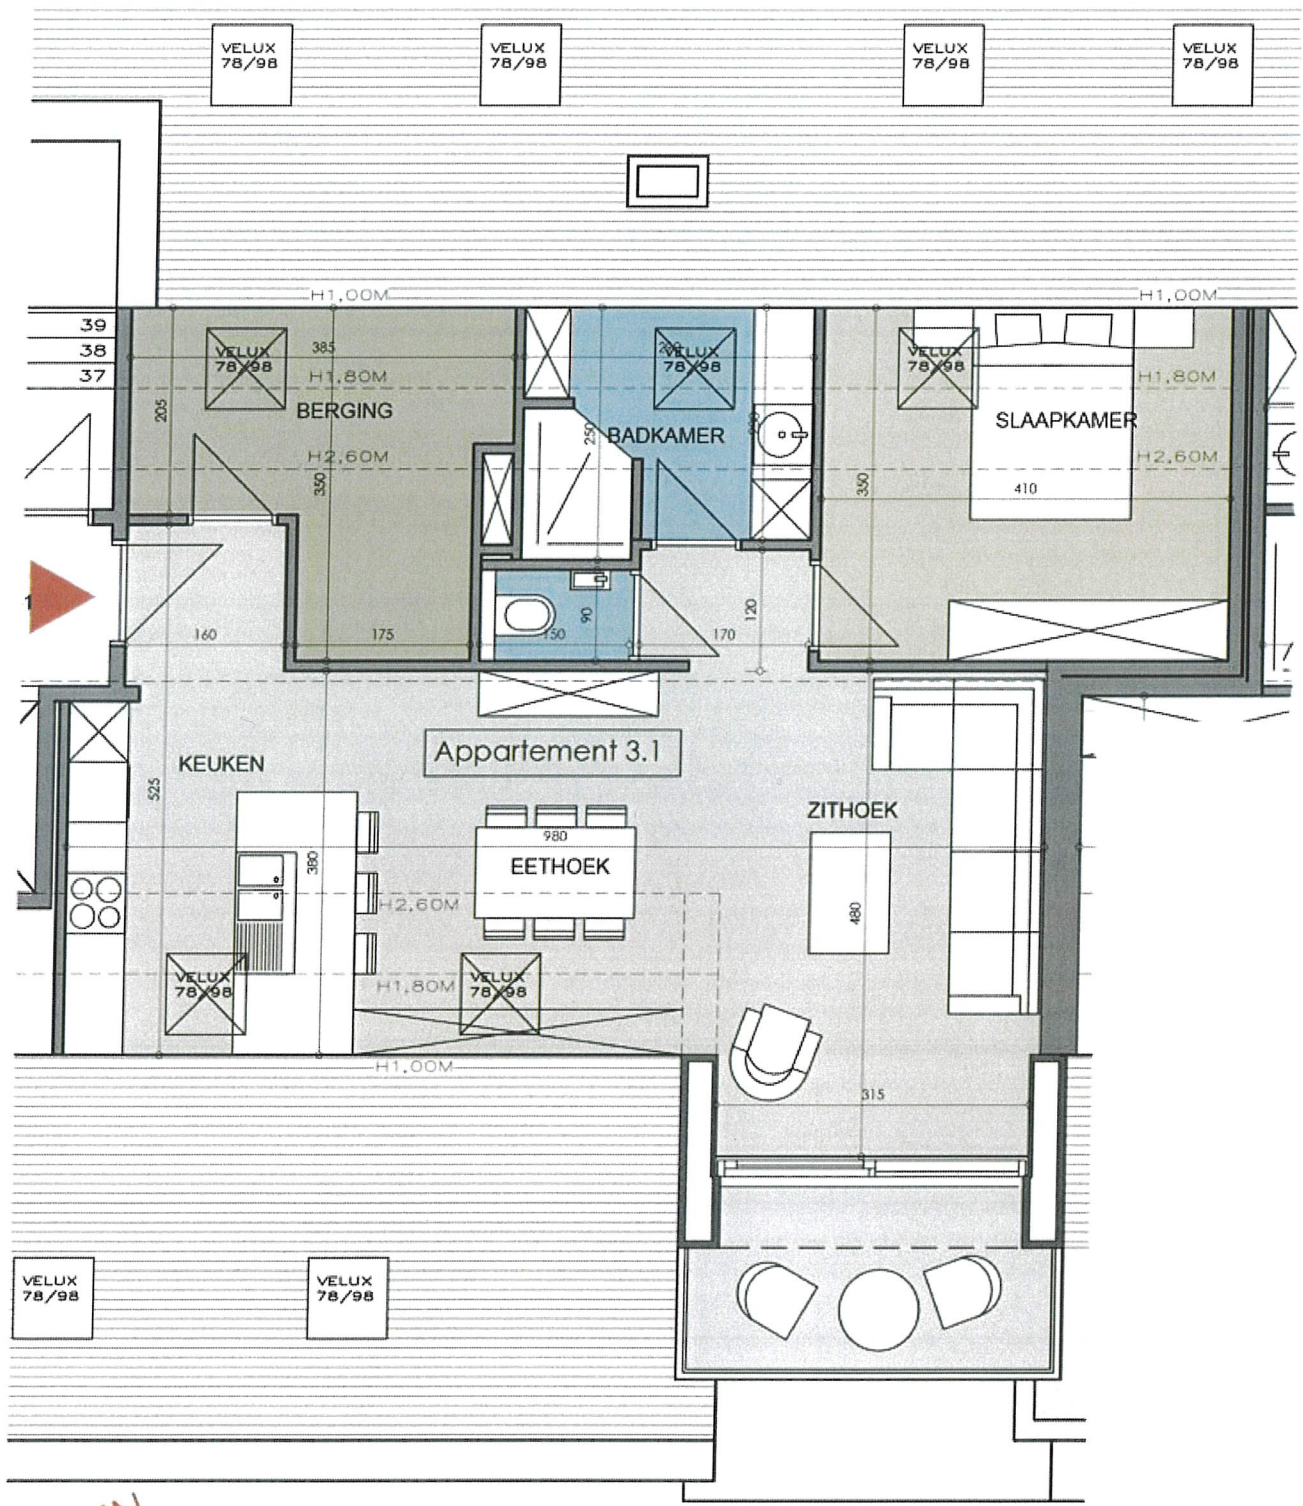 VELUX
78/98
VELUX
78/98
VELUX
78/98
VELUX
78/98
H1,00M
H1,00M
39
38
37
VELUX
78/98
385
H1,80M
BERGING
205
H2,60M
350
VELUX
78/98
250
BADKAMER
VELUX
78/98
H1,80M
SLAAPKAMER
H2,60M
350
410
160
175
150
90
170
120
Appartement 3.1
KEUKEN
525
ZITHOEK
980
EETHOEK
380
H2,60M
480
VELUX
78/98
H1,80M
VELUX
78/98
H1,00M
315
VELUX
78/98
VELUX
78/98